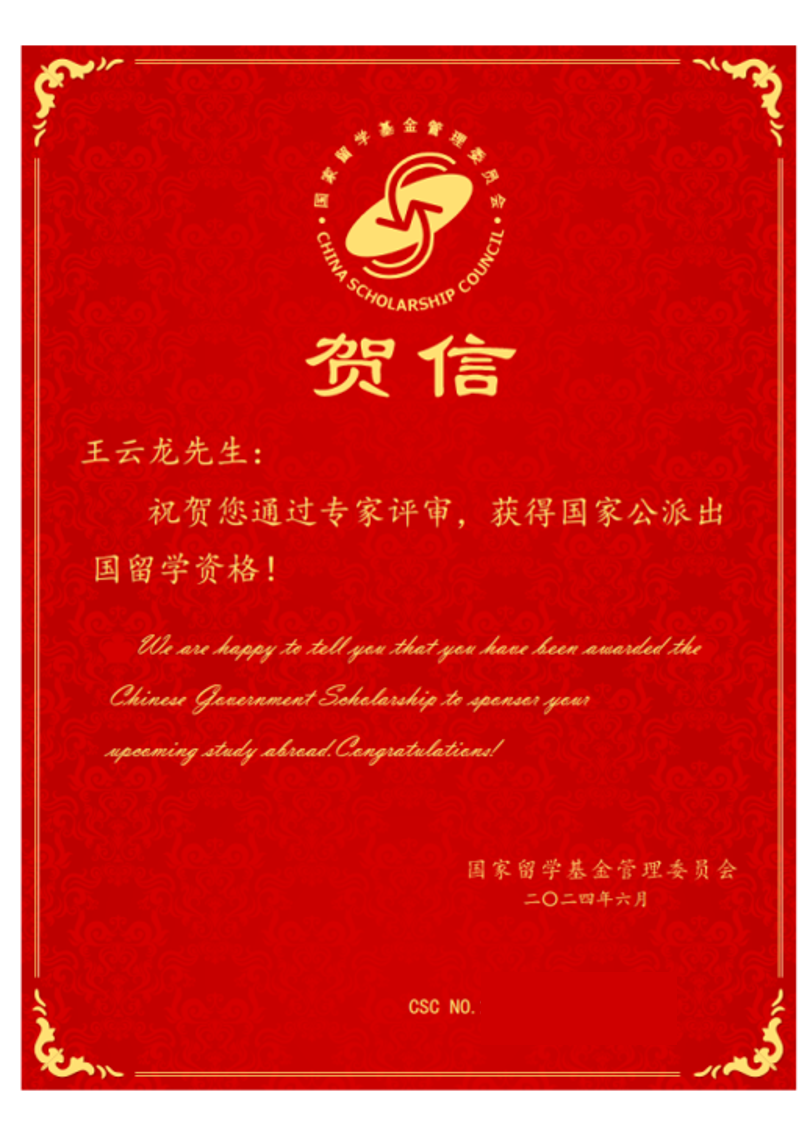 国家留学基金管理委员会
CHINA SCHOLARSHIP COUNCIL
贺信
王云龙先生:
祝贺您通过专家评审，获得国家公派出
国留学资格!
We are happy to tell you that you have been awarded the
Chinese Government Scholarship to sponsor your
upcoming study abroad. Congratulations!
国家留学基金管理委员会
二〇二四年六月
CSC NO.